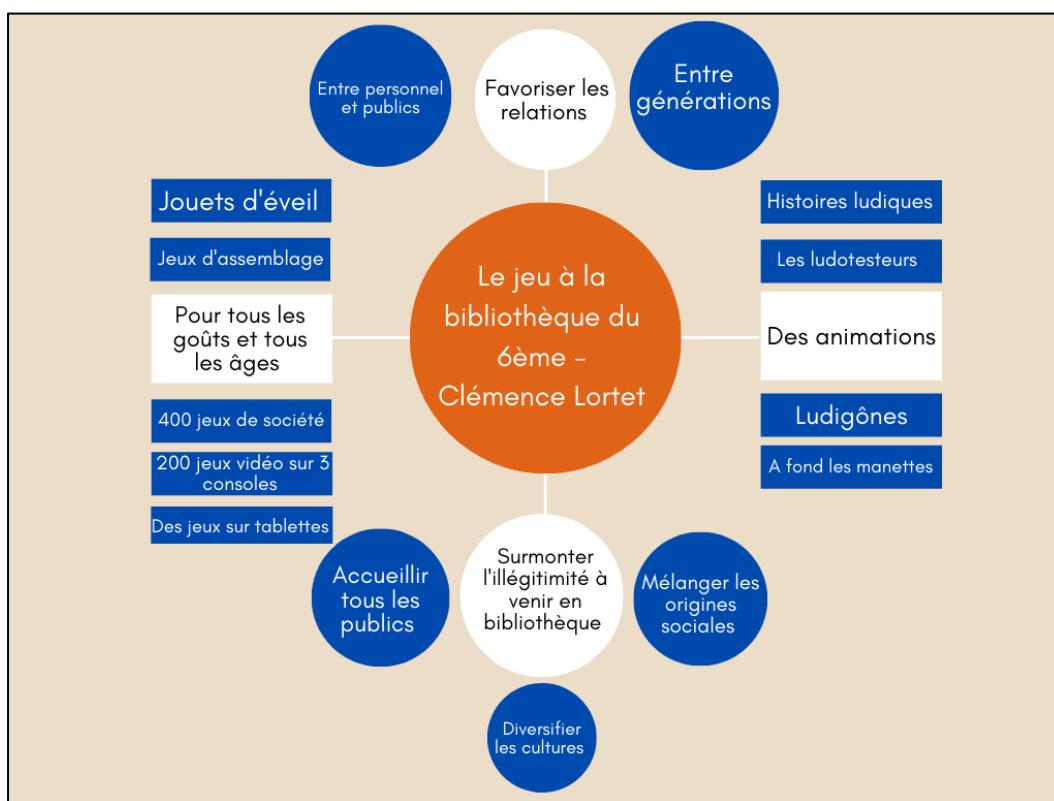 Entre personnel
et publics
Favoriser les
relations
Entre
générations
Jouets d'éveil
Jeux d'assemblage
Pour tous les
goûts et tous
les âges
400 jeux de société
200 jeux vidéo sur 3
consoles
Des jeux sur tablettes
Le jeu à la
bibliothèque du
6ème -
Clémence Lortet
Histoires ludiques
Les ludotesteurs
Des animations
Ludigônes
A fond les manettes
Accueillir
tous les
publics
Surmonter
l'illégitimité à
venir en
bibliothèque
Mélanger les
origines
sociales
Diversifier
les cultures